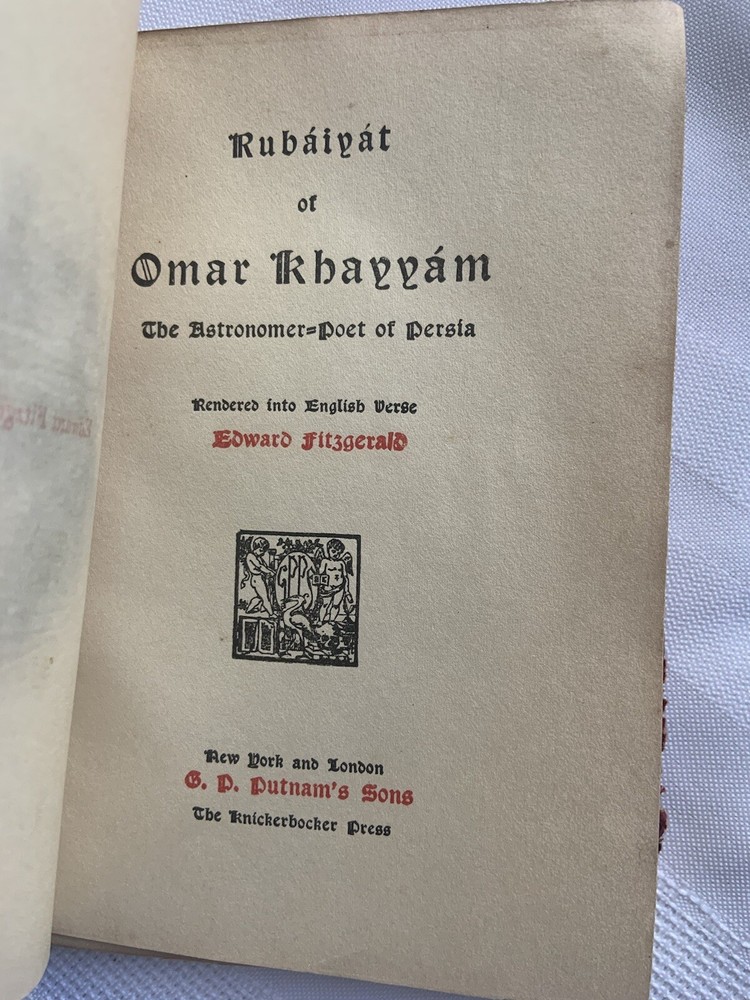 Rubáiyát
of
Omar Khayyám
The Astronomer=Poet of Persia
Rendered into English Verse
Edward Fitzgerald
GPPS
New York and London
G. P. Putnam's Sons
The Knickerbocker Press